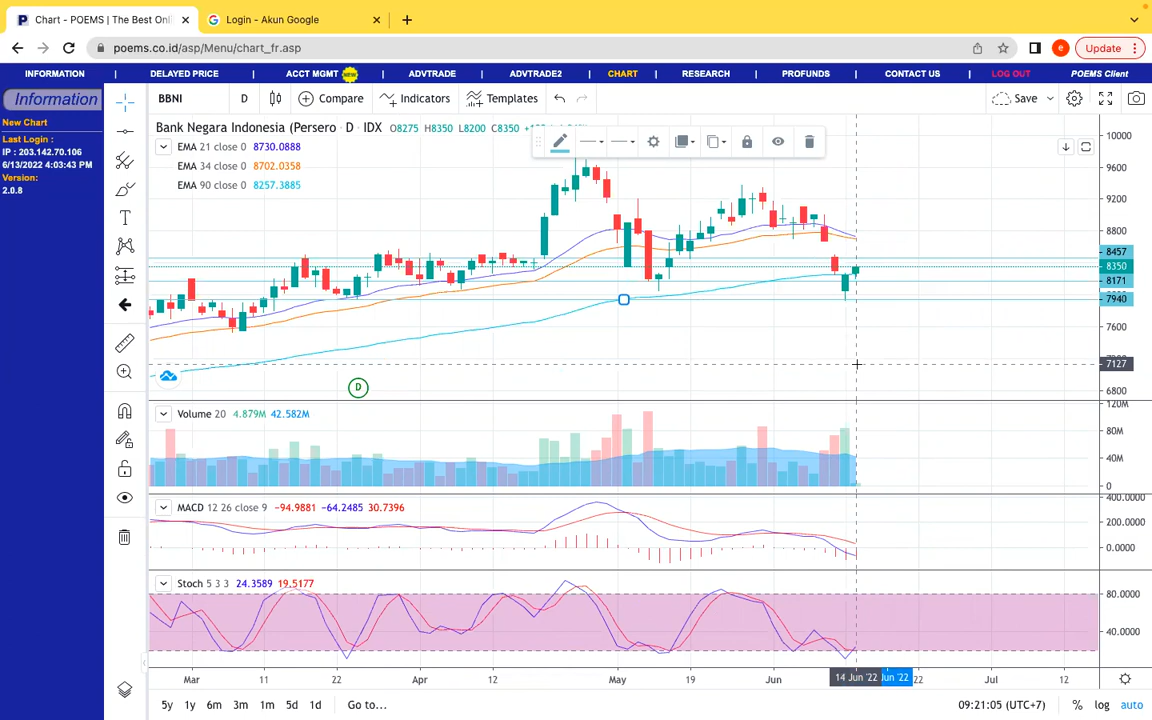 Chart - POEMS | The Best Onli
Login - Akun Google
poems.co.id/asp/Menu/chart_fr.asp
e
Update
INFORMATION | DELAYED PRICE | ACCT MGMT NEW | ADVTRADE | ADVTRADE2 | CHART | RESEARCH | PROFUNDS | CONTACT US | LOG OUT POEMS Client
Information
New Chart
Last Login :
IP : 203.142.70.106
6/13/2022 4:03:43 PM
Version:
2.0.8
BBNI D Compare Indicators Templates Save
Bank Negara Indonesia (Persero D IDX O8275 H8350 L8200 C8350
EMA 21 close 0 8730.0888
EMA 34 close 0 8702.0358
EMA 90 close 0 8257.3885
10000
9600
9200
8800
8457
8350
8171
7940
7600
7127
6800
D
Volume 20 4.879M 42.582M
120M
80M
40M
0
MACD 12 26 close 9 −94.9881 −64.2485 30.7396
400.0000
200.0000
0.0000
Stoch 5 3 3 24.3589 19.5177
80.0000
40.0000
Mar 11 22 Apr 12 May 19 Jun 14 Jun '22 Jun '22 22 Jul 12
5y 1y 6m 3m 1m 5d 1d Go to... 09:21:05 (UTC+7) % log auto